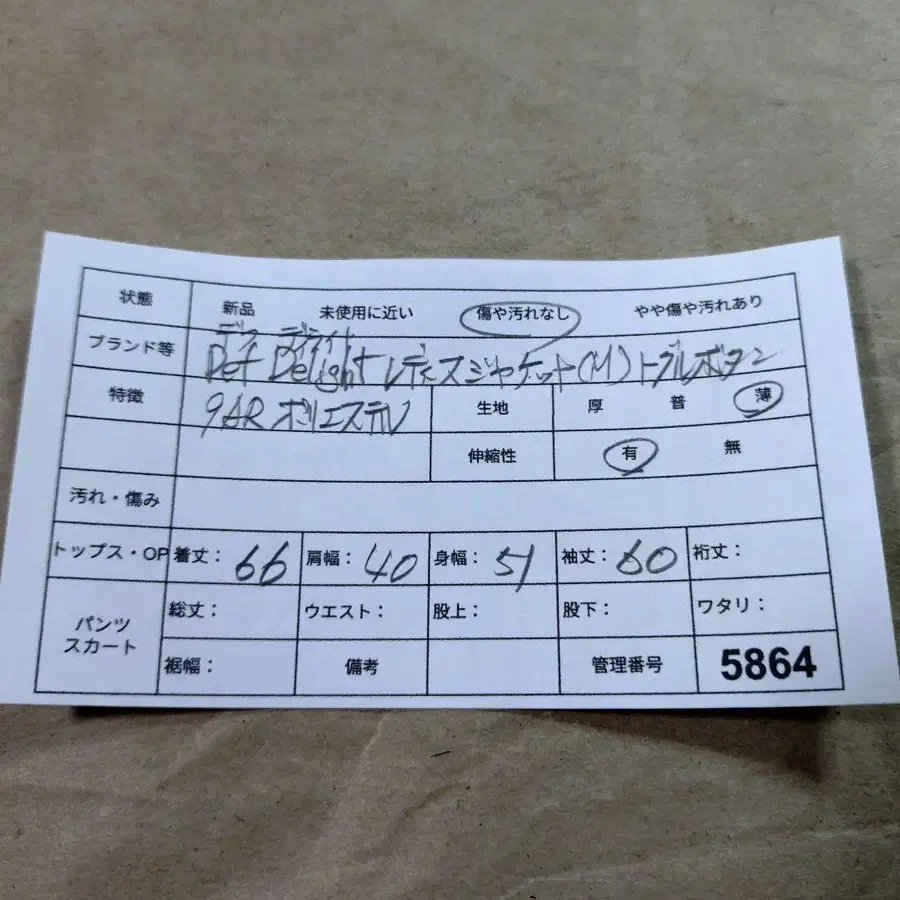 状態 新品 未使用に近い 傷や汚れなし やや傷や汚れあり
デフ ディライト
ブランド等 Def Delight レディスジャケット(M)トグルボタン
特徴 9AR ポリエステル 生地 厚 普 薄
伸縮性 有 無
汚れ・傷み
トップス・OP 着丈: 66 肩幅: 40 身幅: 51 袖丈: 60 裄丈:
パンツ 総丈: ウエスト: 股上: 股下: ワタリ:
スカート
裾幅: 備考 管理番号 5864